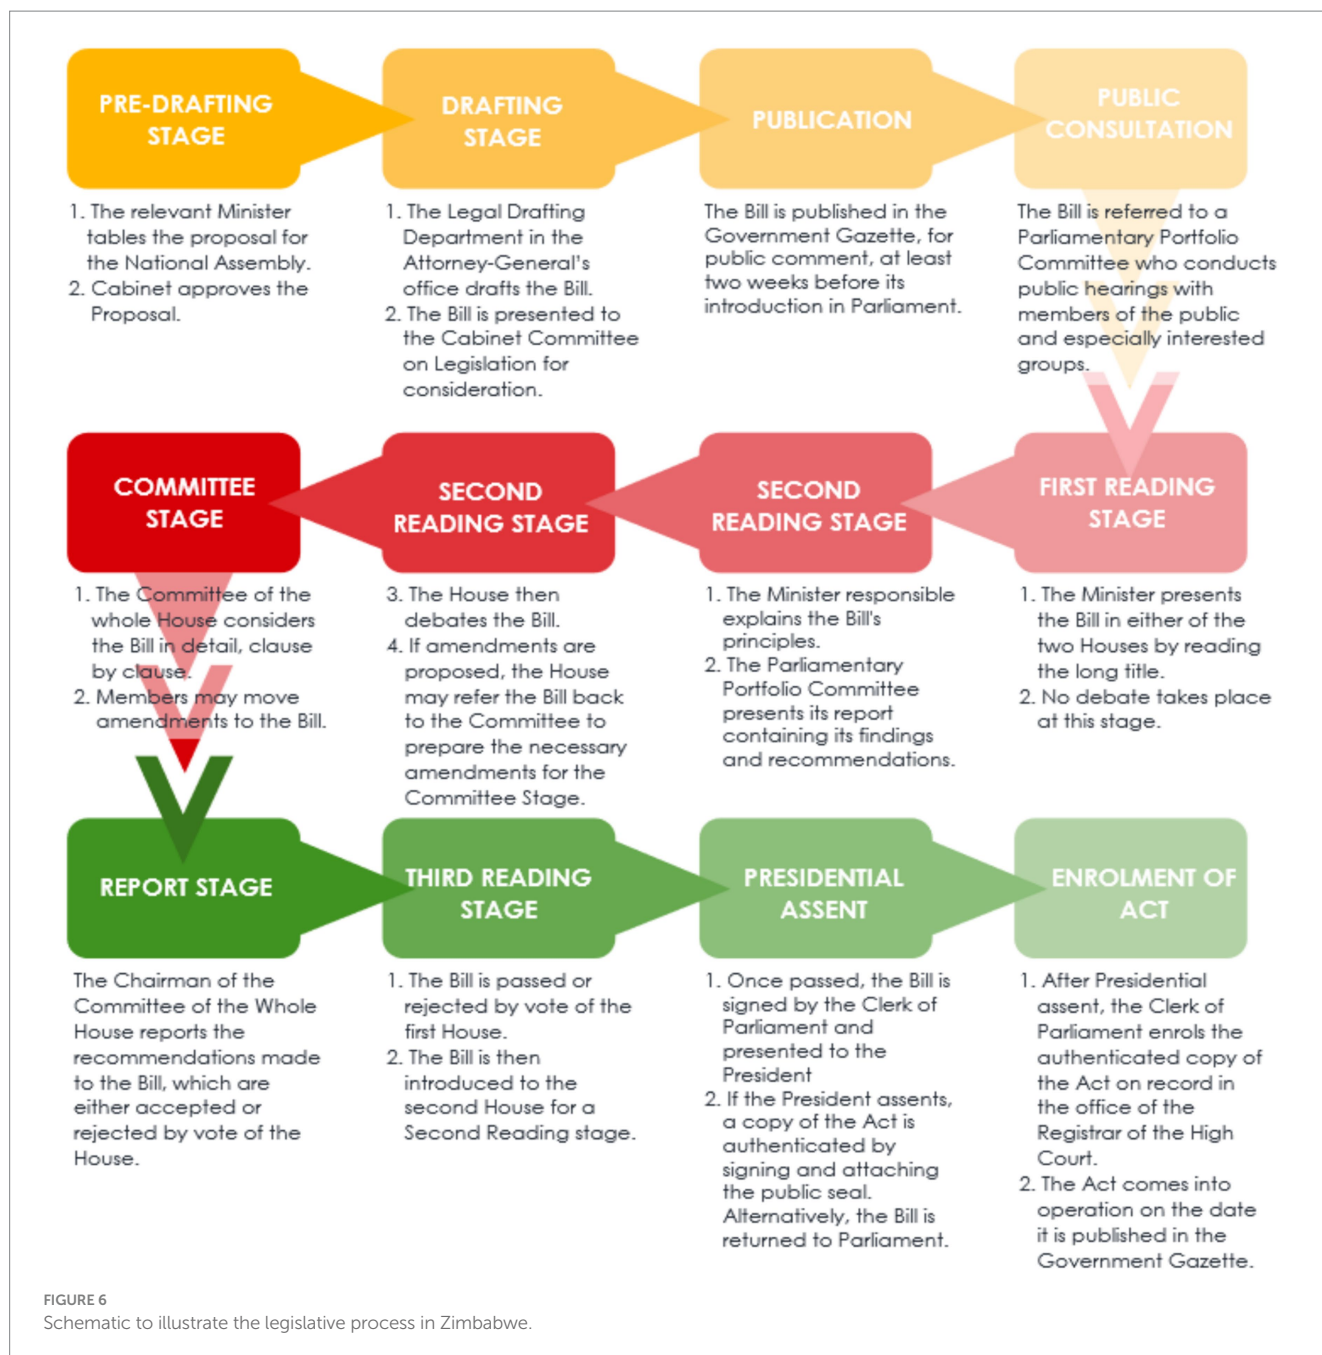 PRE-DRAFTING
STAGE
1. The relevant Minister
tables the proposal for
the National Assembly.
2. Cabinet approves the
Proposal.
DRAFTING
STAGE
1. The Legal Drafting
Department in the
Attorney-General's
office drafts the Bill.
2. The Bill is presented to
the Cabinet Committee
on Legislation for
consideration.
PUBLICATION
The Bill is published in the
Government Gazette, for
public comment, at least
two weeks before its
introduction in Parliament.
PUBLIC
CONSULTATION
The Bill is referred to a
Parliamentary Portfolio
Committee who conducts
public hearings with
members of the public
and especially interested
groups.
FIRST READING
STAGE
1. The Minister presents
the Bill in either of the
two Houses by reading
the long title.
2. No debate takes place
at this stage.
SECOND
READING STAGE
1. The Minister responsible
explains the Bill's
principles.
2. The Parliamentary
Portfolio Committee
presents its report
containing its findings
and recommendations.
SECOND
READING STAGE
3. The House then
debates the Bill.
4. If amendments are
proposed, the House
may refer the Bill back
to the Committee to
prepare the necessary
amendments for the
Committee Stage.
COMMITTEE
STAGE
1. The Committee of the
whole House considers
the Bill in detail, clause
by clause.
2. Members may move
amendments to the Bill.
REPORT STAGE
The Chairman of the
Committee of the Whole
House reports the
recommendations made
to the Bill, which are
either accepted or
rejected by vote of the
House.
THIRD READING
STAGE
1. The Bill is passed or
rejected by vote of the
first House.
2. The Bill is then
introduced to the
second House for a
Second Reading stage.
PRESIDENTIAL
ASSENT
1. Once passed, the Bill is
signed by the Clerk of
Parliament and
presented to the
President
2. If the President assents,
a copy of the Act is
authenticated by
signing and attaching
the public seal.
Alternatively, the Bill is
returned to Parliament.
ENROLMENT OF
ACT
1. After Presidential
assent, the Clerk of
Parliament enrols the
authenticated copy of
the Act on record in
the office of the
Registrar of the High
Court.
2. The Act comes into
operation on the date
it is published in the
Government Gazette.
FIGURE 6
Schematic to illustrate the legislative process in Zimbabwe.